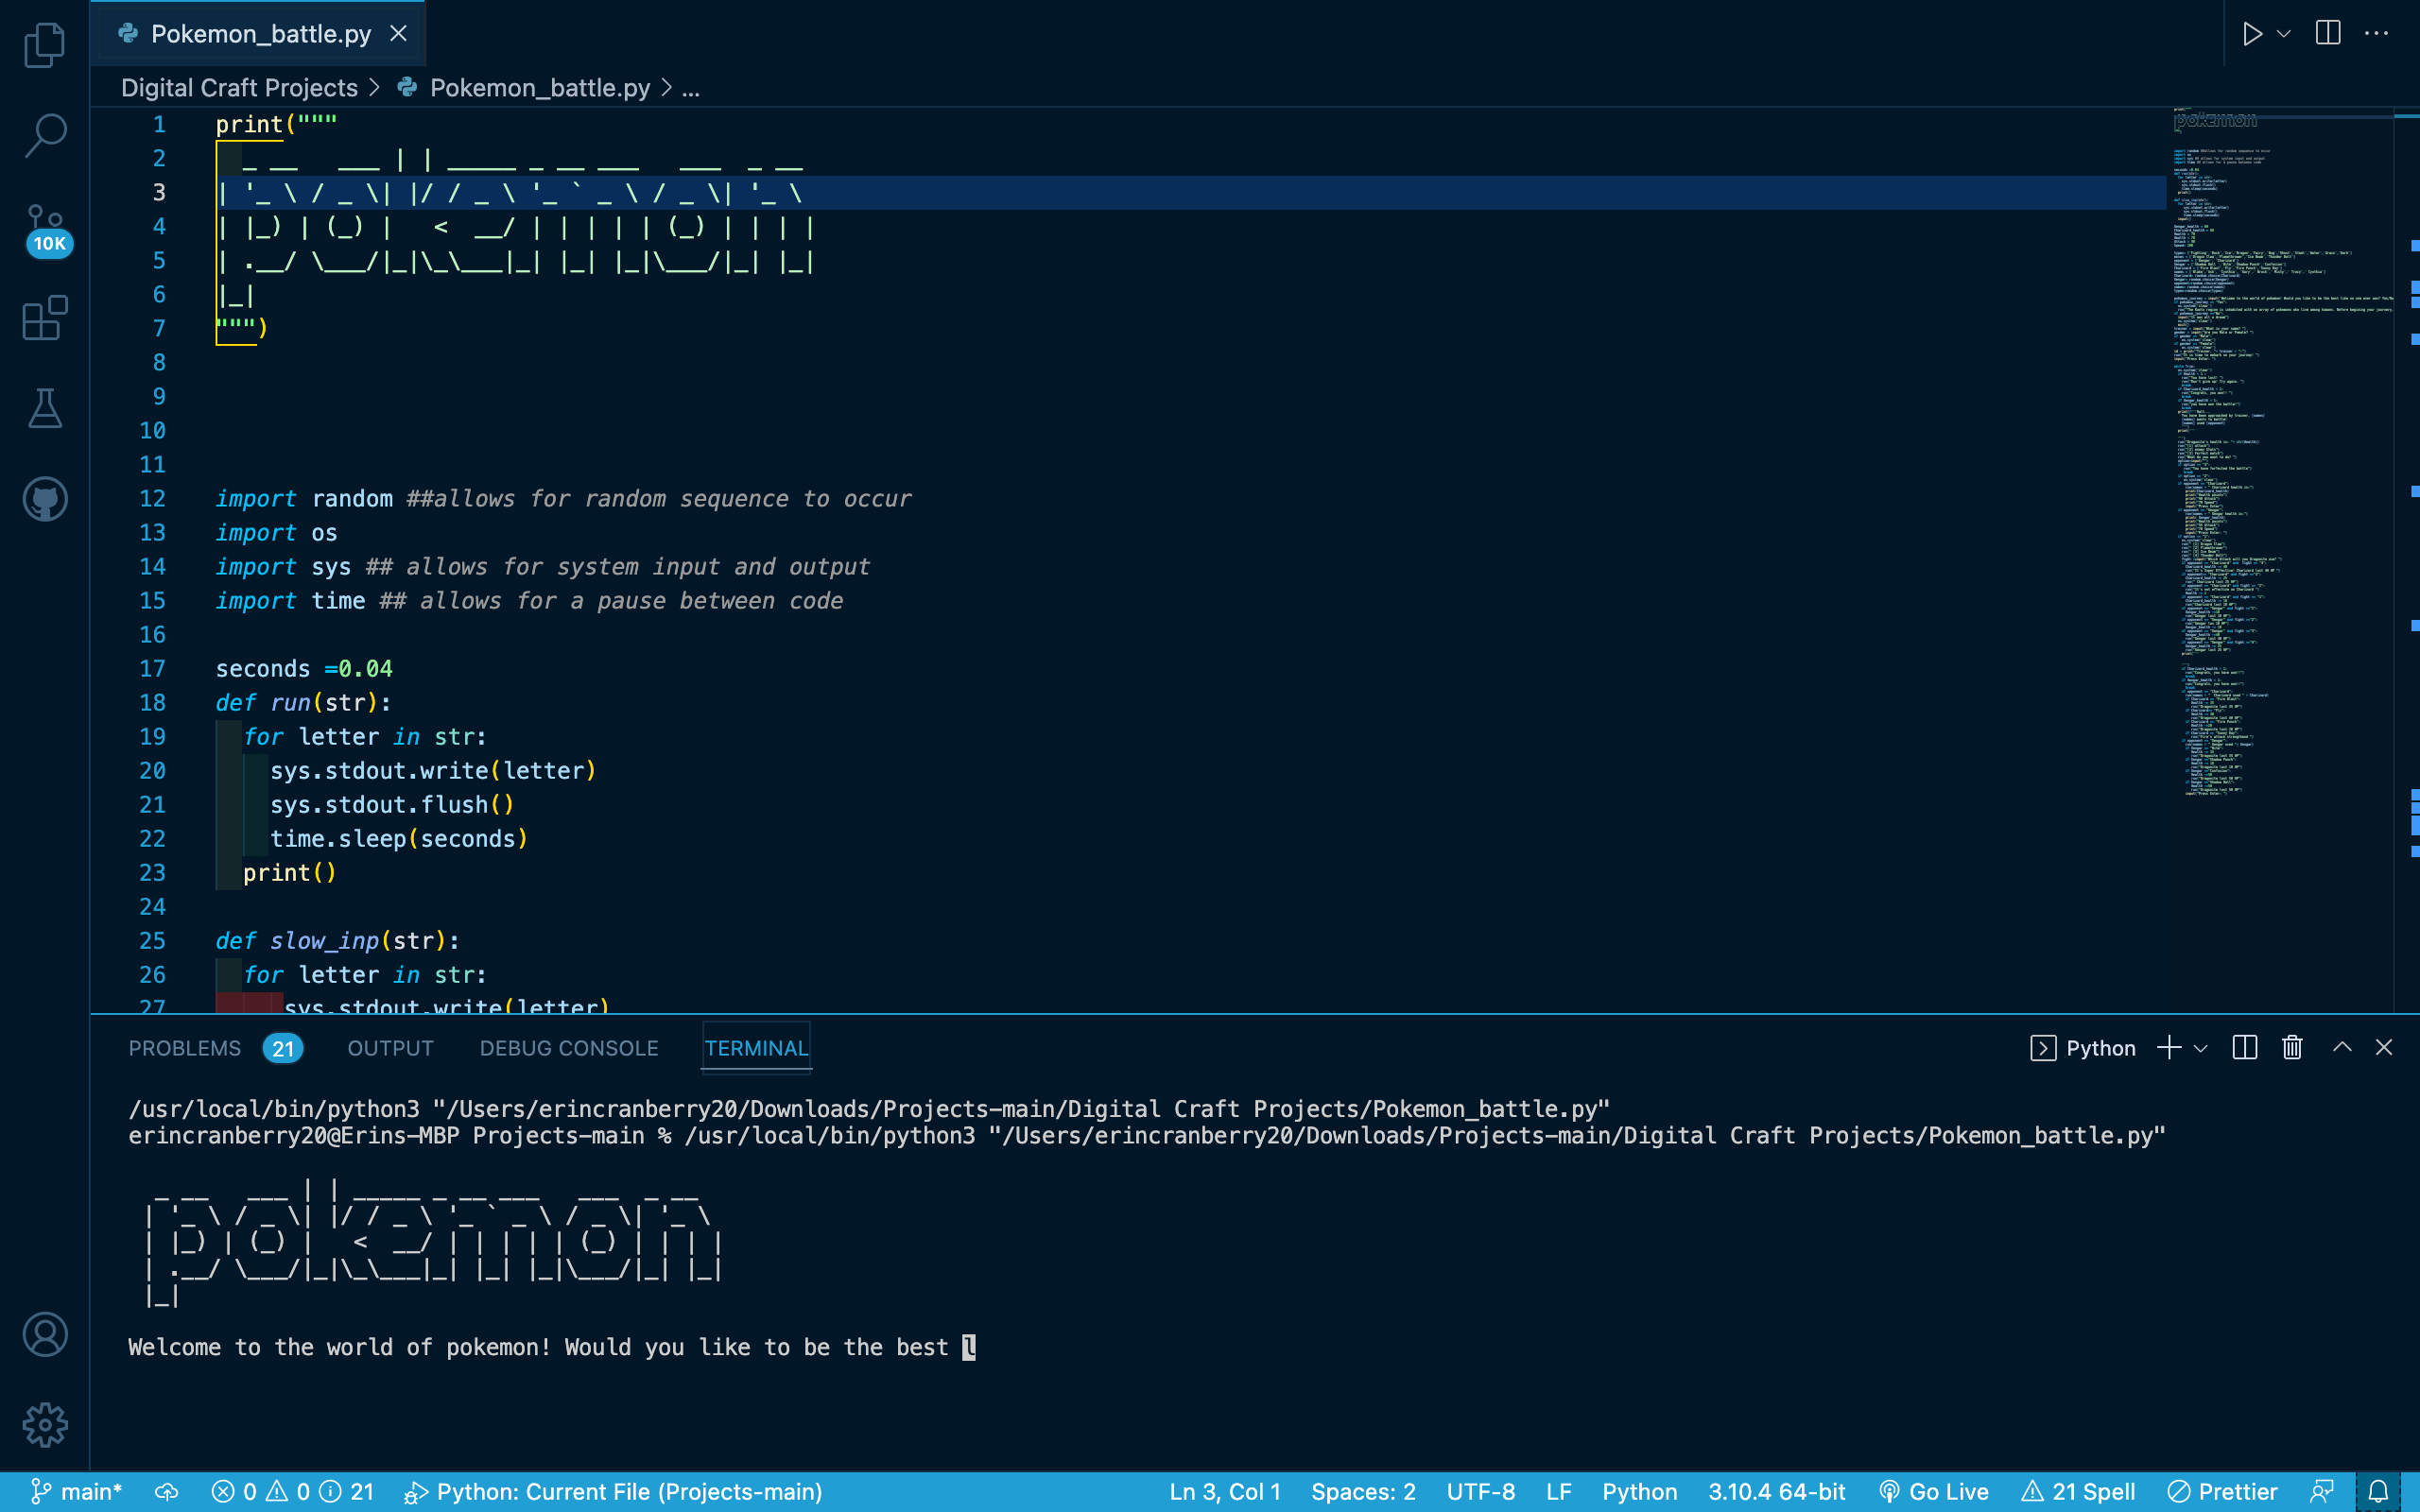 Pokemon_battle.py
Digital Craft Projects > Pokemon_battle.py > ...
10K
1 print("""
2   _ __   ___ | | _____ _ __ ___   ___  _ __
3 | '_ \ / _ \| |/ / _ \ '_ ` _ \ / _ \| '_ \
4 | |_) | (_) |   <  __/ | | | | | (_) | | | |
5 | .__/ \___/|_|\_\___|_| |_| |_|\___/|_| |_|
6 |_|
7 """)
8
9
10
11
12 import random ##allows for random sequence to occur
13 import os
14 import sys ## allows for system input and output
15 import time ## allows for a pause between code
16
17 seconds =0.04
18 def run(str):
19   for letter in str:
20     sys.stdout.write(letter)
21     sys.stdout.flush()
22     time.sleep(seconds)
23   print()
24
25 def slow_inp(str):
26   for letter in str:
27      sys.stdout.write(letter)
PROBLEMS 21 OUTPUT DEBUG CONSOLE TERMINAL Python
/usr/local/bin/python3 "/Users/erincranberry20/Downloads/Projects-main/Digital Craft Projects/Pokemon_battle.py"
erincranberry20@Erins-MBP Projects-main % /usr/local/bin/python3 "/Users/erincranberry20/Downloads/Projects-main/Digital Craft Projects/Pokemon_battle.py"
  _ __   ___ | | _____ _ __ ___   ___  _ __
 | '_ \ / _ \| |/ / _ \ '_ ` _ \ / _ \| '_ \
 | |_) | (_) |   <  __/ | | | | | (_) | | | |
 | .__/ \___/|_|\_\___|_| |_| |_|\___/|_| |_|
 |_|
Welcome to the world of pokemon! Would you like to be the best l
main* 0 0 21 Python: Current File (Projects-main) Ln 3, Col 1 Spaces: 2 UTF-8 LF Python 3.10.4 64-bit Go Live 21 Spell Prettier